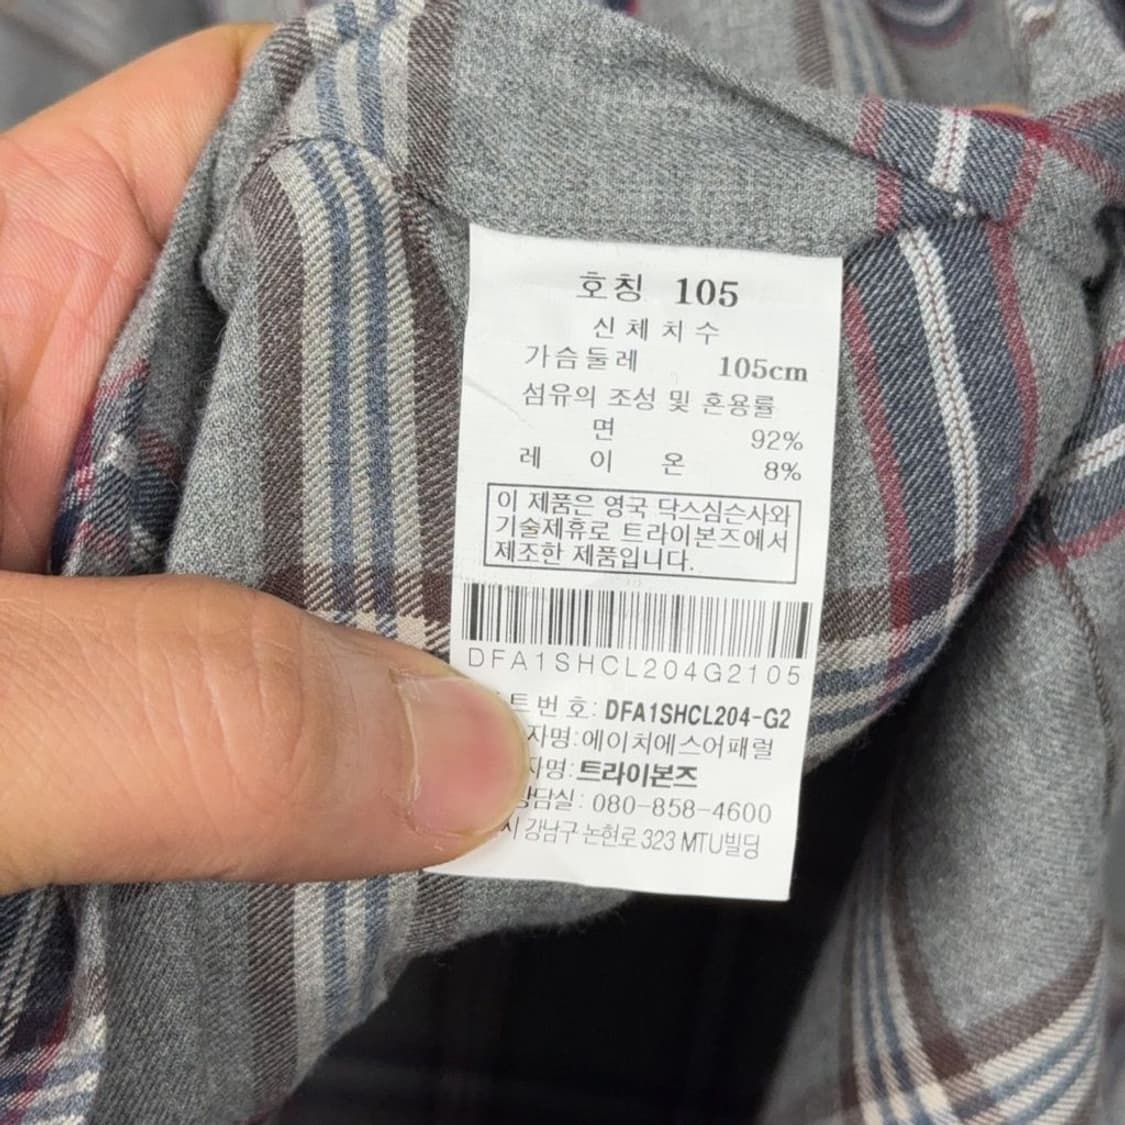 호칭 105
신체치수
가슴둘레 105cm
섬유의 조성 및 혼용률
면 92%
레이온 8%
이 제품은 영국 닥스심슨사와
기술제휴로 트라이본즈에서
제조한 제품입니다.
DFA1SHCL204G2105
트번호: DFA1SHCL204-G2
자명:에이치에스어패럴
자명:트라이본즈
상담실: 080-858-4600
시 강남구 논현로 323 MTU빌딩